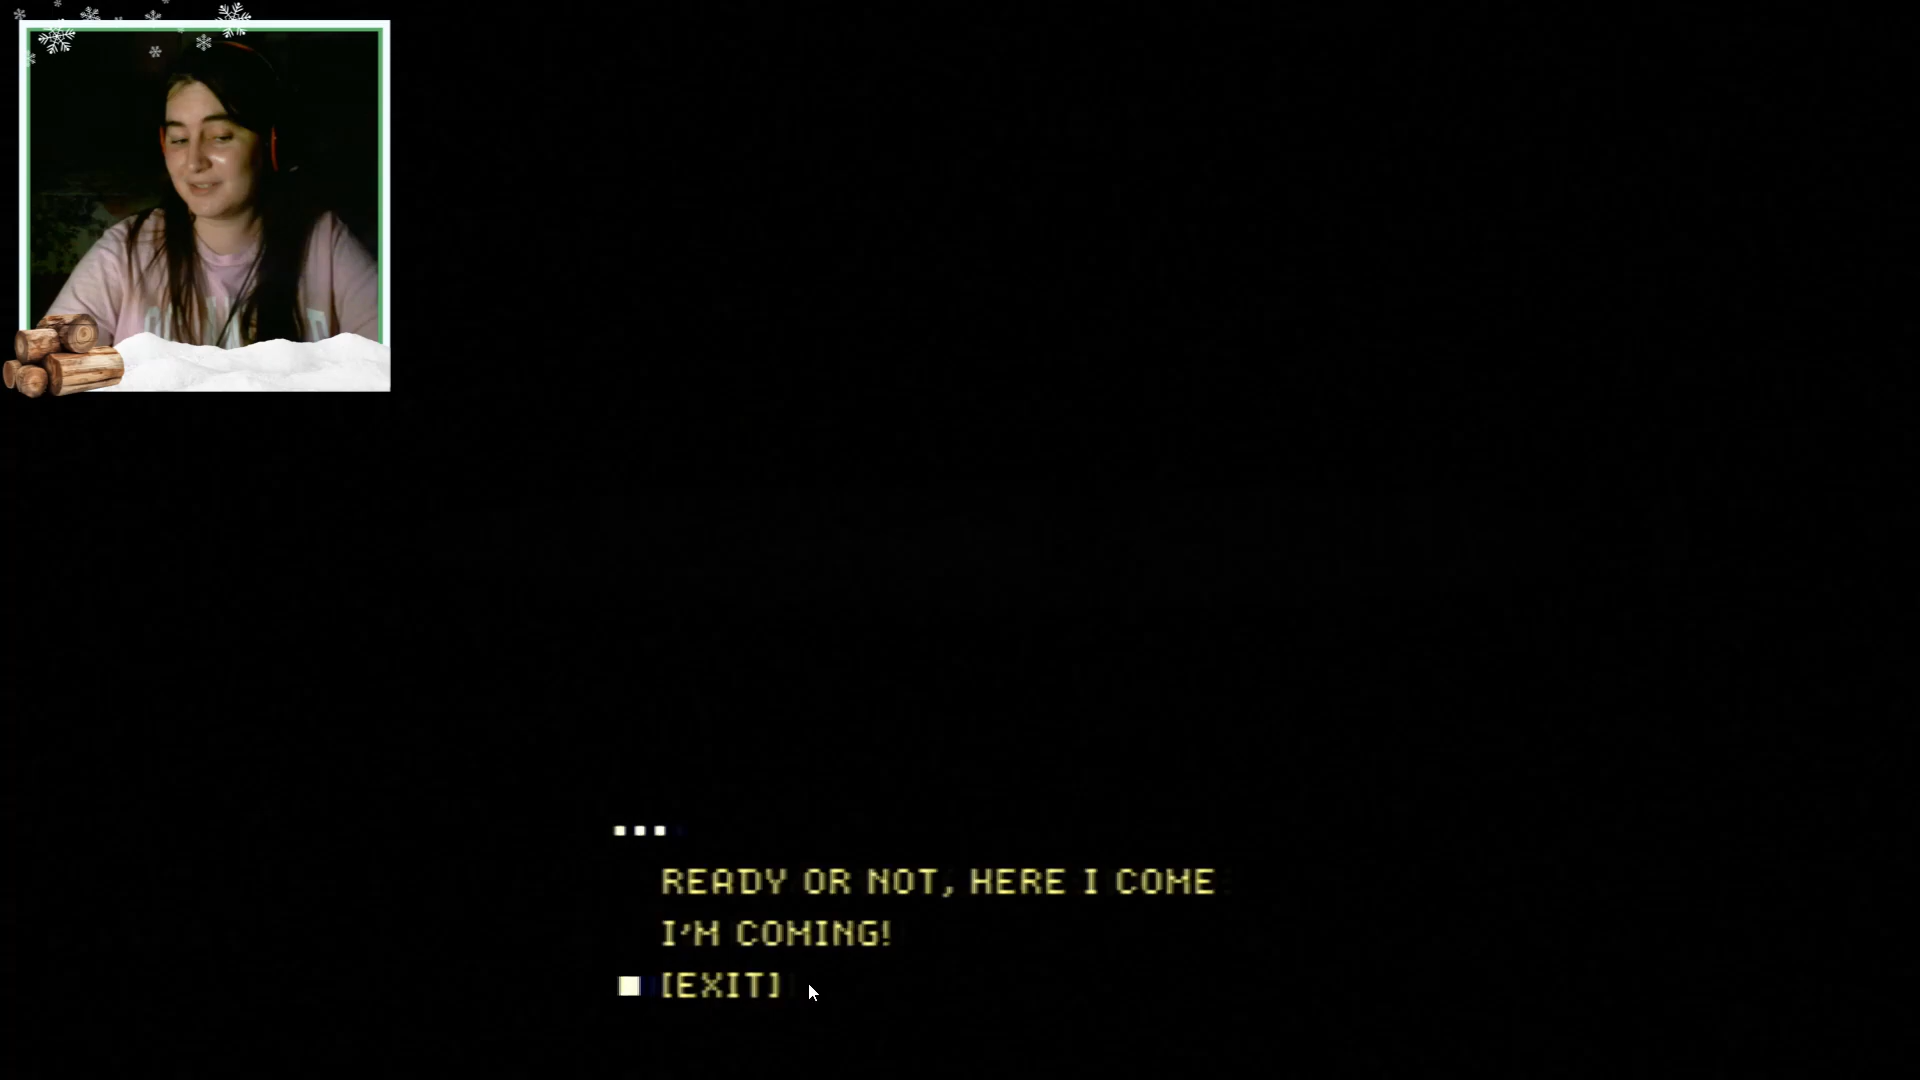 ...
READY OR NOT, HERE I COME
I'M COMING!
[EXIT]